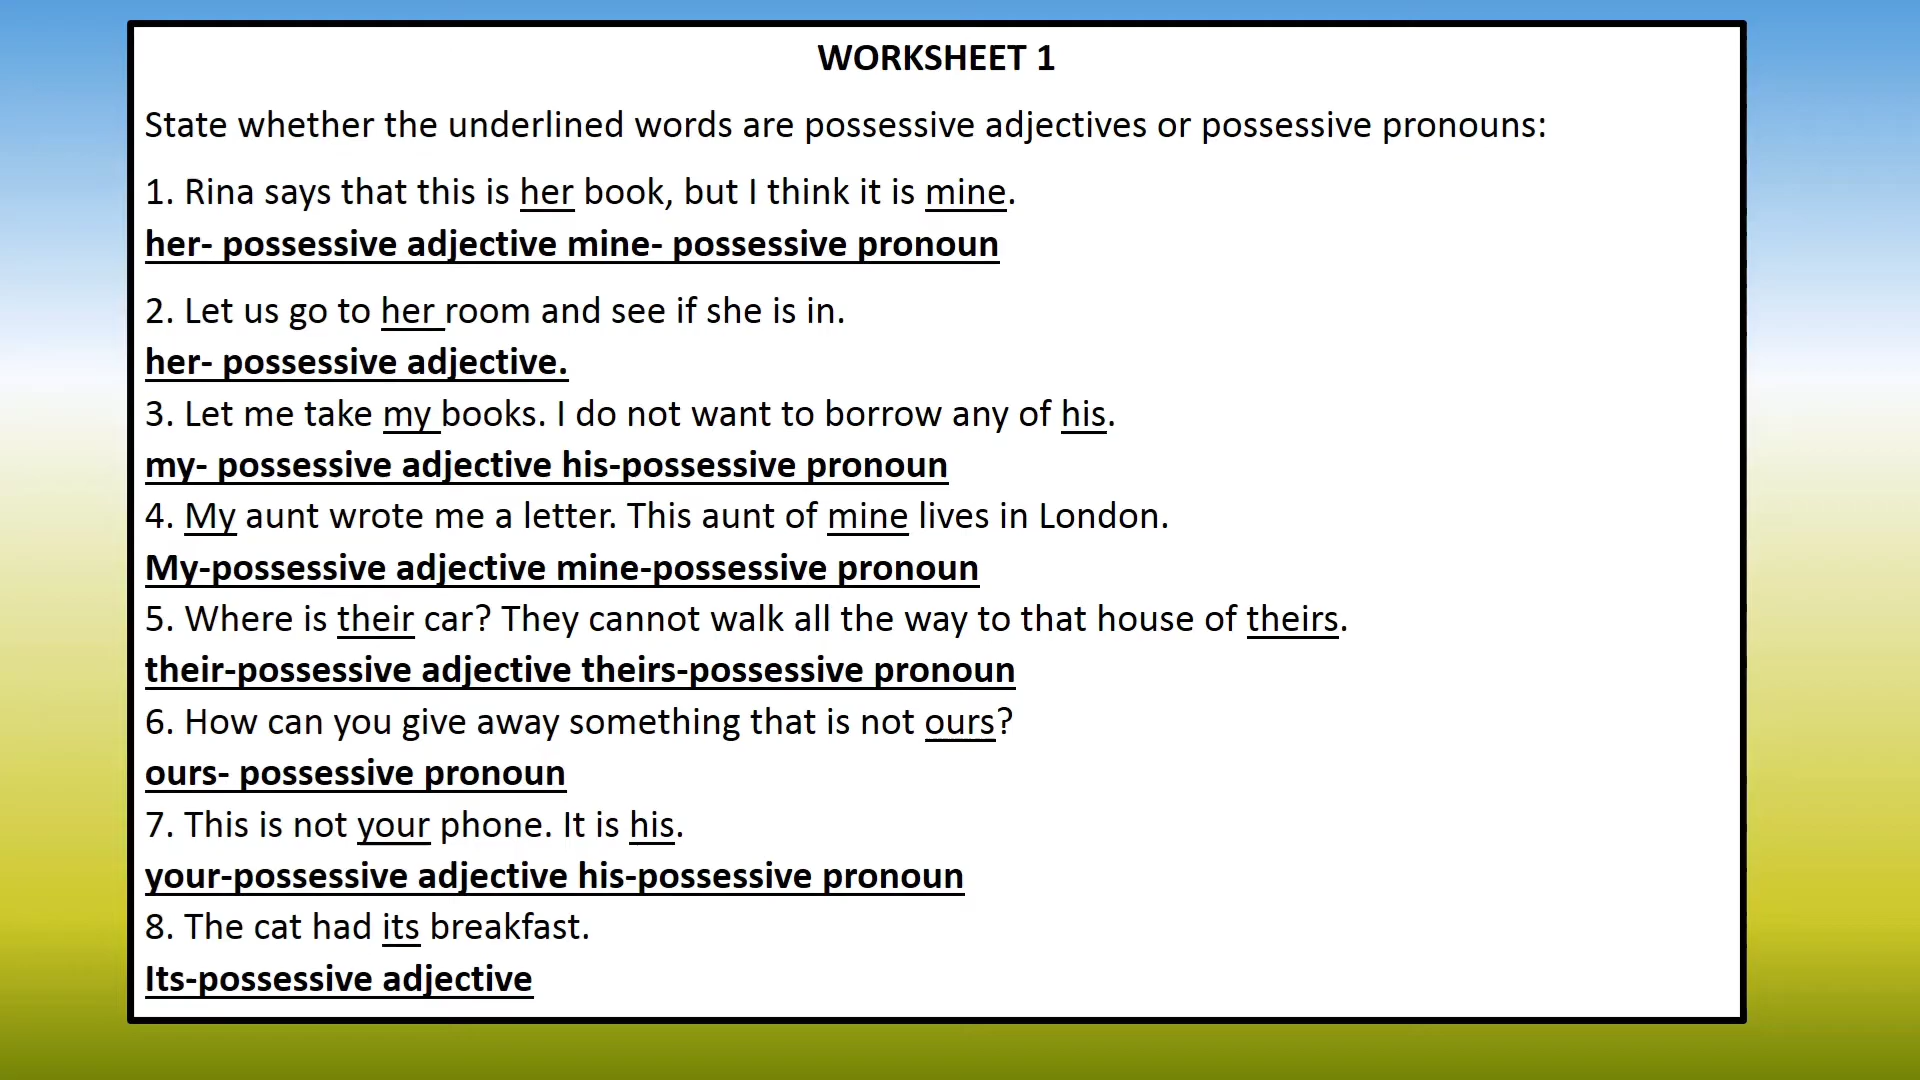 WORKSHEET 1
State whether the underlined words are possessive adjectives or possessive pronouns:
1. Rina says that this is her book, but I think it is mine.
her- possessive adjective mine- possessive pronoun
2. Let us go to her room and see if she is in.
her- possessive adjective.
3. Let me take my books. I do not want to borrow any of his.
my- possessive adjective his-possessive pronoun
4. My aunt wrote me a letter. This aunt of mine lives in London.
My-possessive adjective mine-possessive pronoun
5. Where is their car? They cannot walk all the way to that house of theirs.
their-possessive adjective theirs-possessive pronoun
6. How can you give away something that is not ours?
ours- possessive pronoun
7. This is not your phone. It is his.
your-possessive adjective his-possessive pronoun
8. The cat had its breakfast.
Its-possessive adjective